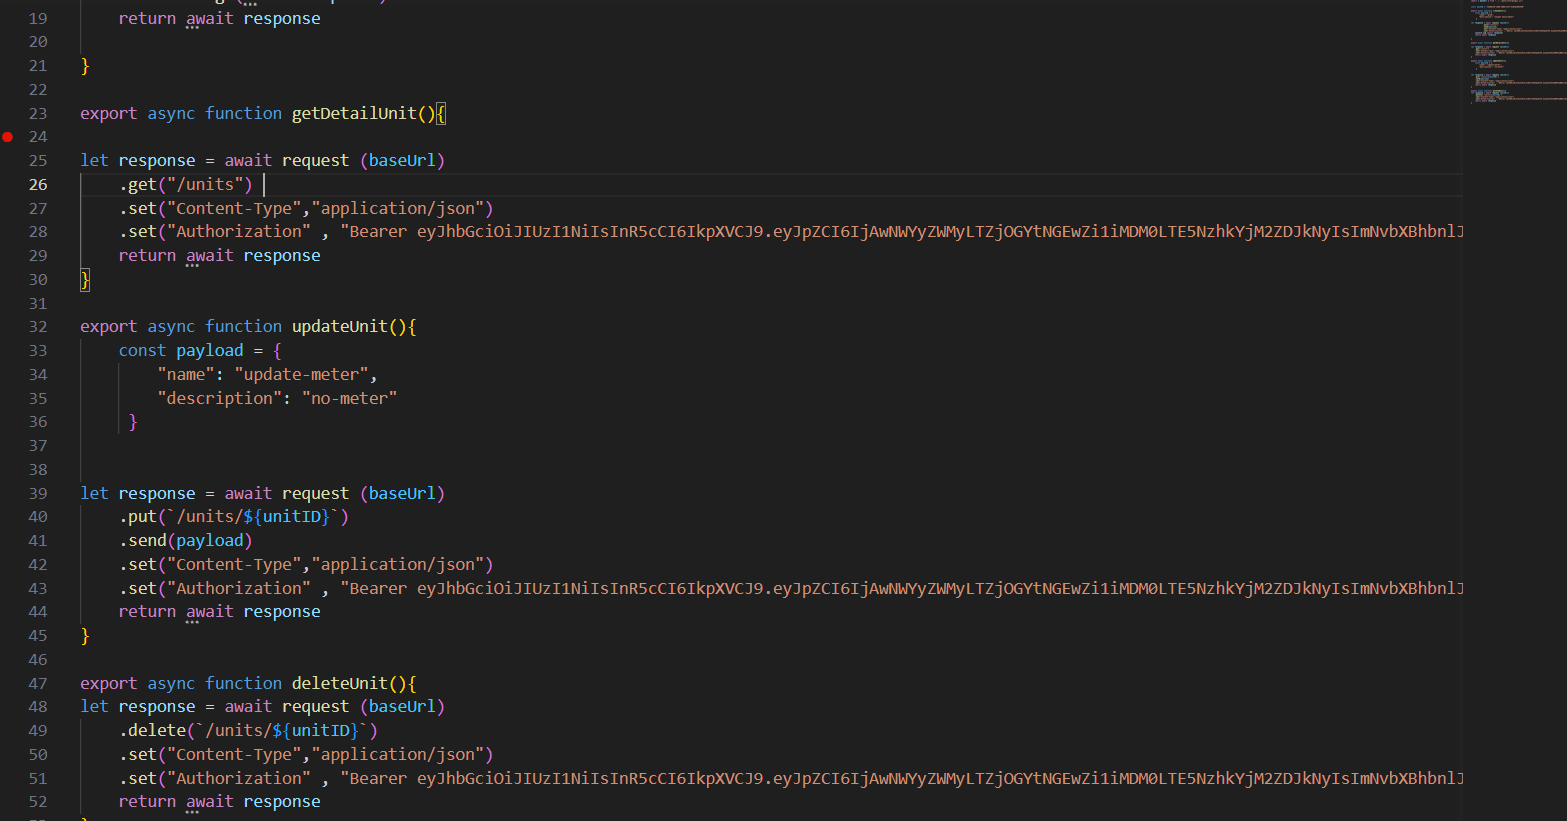 19 return await response
20
21 }
22
23 export async function getDetailUnit(){
24
25 let response = await request (baseUrl)
26 .get("/units")
27 .set("Content-Type","application/json")
28 .set("Authorization" , "Bearer eyJhbGciOiJIUzI1NiIsInR5cCI6IkpXVCJ9.eyJpZCI6IjAwNWYyZWMyLTZjOGYtNGEwZi1iMDM0LTE5NzhkYjM2ZDJkNyIsImNvbXBhbnlJ
29 return await response
30 }
31
32 export async function updateUnit(){
33 const payload = {
34 "name": "update-meter",
35 "description": "no-meter"
36 }
37
38
39 let response = await request (baseUrl)
40 .put(`/units/${unitID}`)
41 .send(payload)
42 .set("Content-Type","application/json")
43 .set("Authorization" , "Bearer eyJhbGciOiJIUzI1NiIsInR5cCI6IkpXVCJ9.eyJpZCI6IjAwNWYyZWMyLTZjOGYtNGEwZi1iMDM0LTE5NzhkYjM2ZDJkNyIsImNvbXBhbnlJ
44 return await response
45 }
46
47 export async function deleteUnit(){
48 let response = await request (baseUrl)
49 .delete(`/units/${unitID}`)
50 .set("Content-Type","application/json")
51 .set("Authorization" , "Bearer eyJhbGciOiJIUzI1NiIsInR5cCI6IkpXVCJ9.eyJpZCI6IjAwNWYyZWMyLTZjOGYtNGEwZi1iMDM0LTE5NzhkYjM2ZDJkNyIsImNvbXBhbnlJ
52 return await response